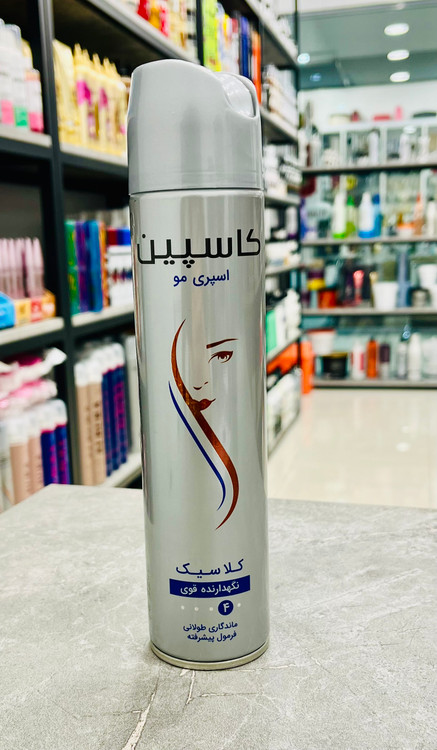 کاسپین
اسپری مو
کلاسیک
نگهدارنده قوی
۴
ماندگاری طولانی
فرمول پیشرفته